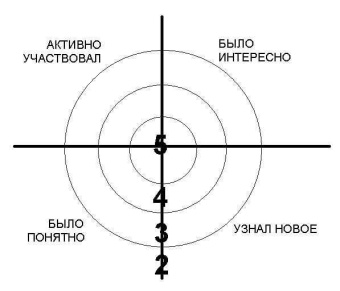 АКТИВНО
УЧАСТВОВАЛ
БЫЛО
ИНТЕРЕСНО
5
4
3
2
БЫЛО
ПОНЯТНО
УЗНАЛ НОВОЕ